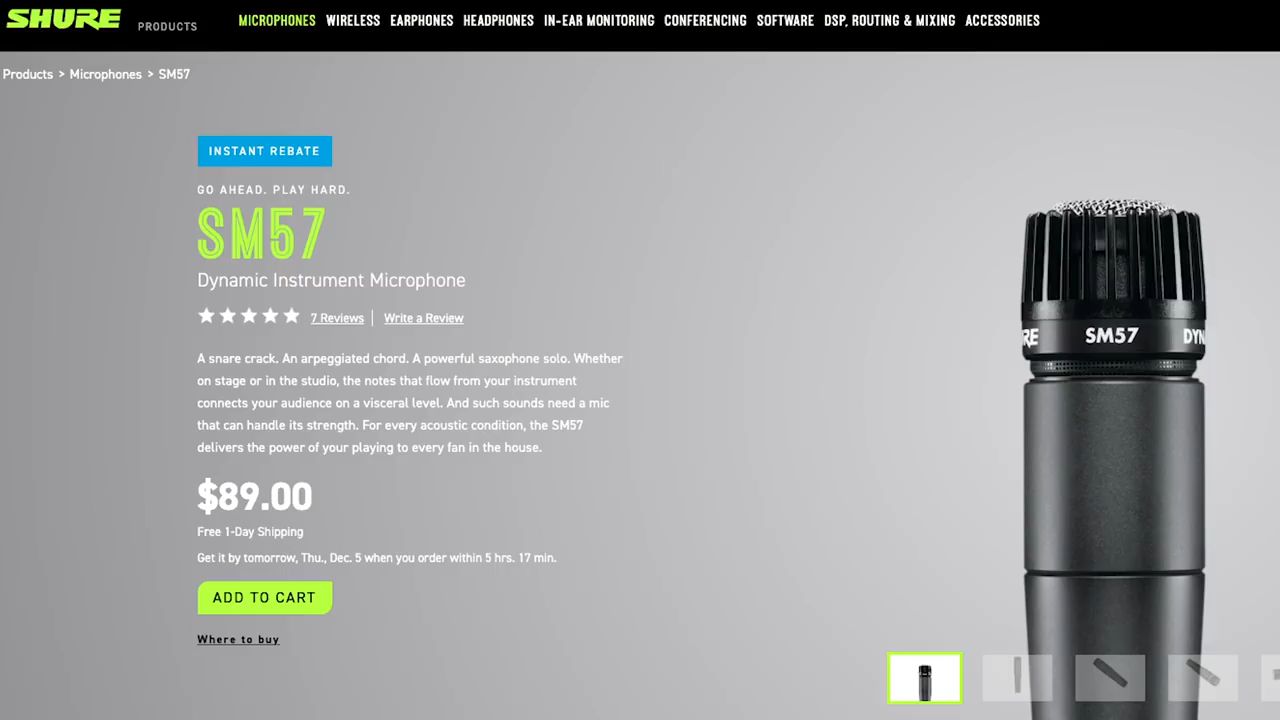 SHURE PRODUCTS MICROPHONES WIRELESS EARPHONES HEADPHONES IN-EAR MONITORING CONFERENCING SOFTWARE DSP, ROUTING & MIXING ACCESSORIES
Products > Microphones > SM57
INSTANT REBATE
GO AHEAD. PLAY HARD.
SM57
Dynamic Instrument Microphone
7 Reviews | Write a Review
A snare crack. An arpeggiated chord. A powerful saxophone solo. Whether
on stage or in the studio, the notes that flow from your instrument
connects your audience on a visceral level. And such sounds need a mic
that can handle its strength. For every acoustic condition, the SM57
delivers the power of your playing to every fan in the house.
$89.00
Free 1-Day Shipping
Get it by tomorrow, Thu., Dec. 5 when you order within 5 hrs. 17 min.
ADD TO CART
Where to buy
RE SM57 DYN